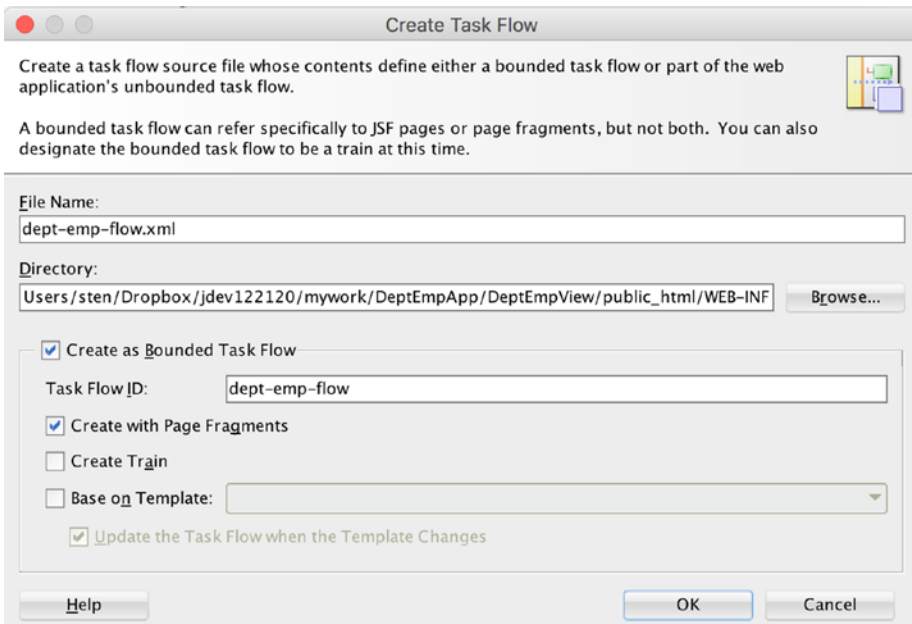 Create Task Flow
Create a task flow source file whose contents define either a bounded task flow or part of the web
application's unbounded task flow.
A bounded task flow can refer specifically to JSF pages or page fragments, but not both.  You can also
designate the bounded task flow to be a train at this time.
File Name:
dept-emp-flow.xml
Directory:
Users/sten/Dropbox/jdev122120/mywork/DeptEmpApp/DeptEmpView/public_html/WEB-INF
Browse...
Create as Bounded Task Flow
Task Flow ID:
dept-emp-flow
Create with Page Fragments
Create Train
Base on Template:
Update the Task Flow when the Template Changes
Help
OK
Cancel